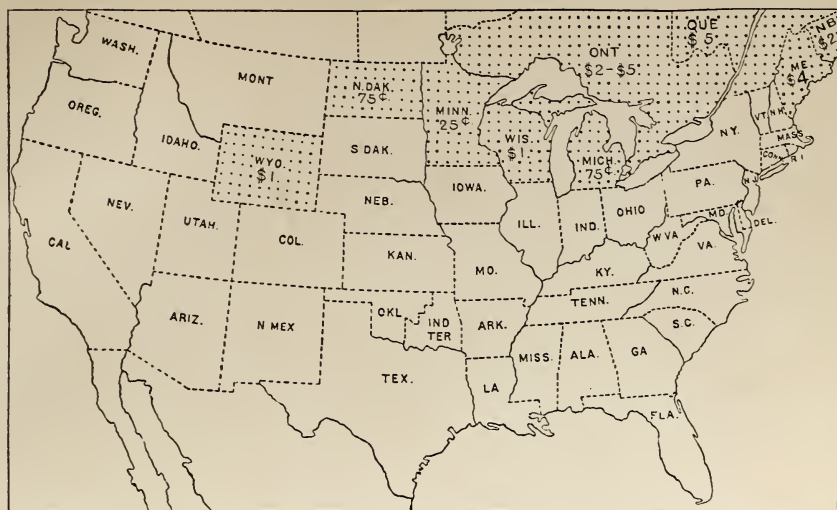 WASH.
MONT
N.DAK.
75¢
MINN.
25¢
ONT
$2-$5
QUE
$ 5
NB
$2
ME
$4
OREG.
IDAHO.
WYO.
$1.
S DAK.
WIS.
$1
MICH.
75¢
N.Y.
VT.
N.H.
MASS.
CONN.
R I
NEV.
UTAH.
COL.
NEB.
IOWA.
ILL.
IND.
OHIO
PA.
N.J.
MD.
DEL.
CAL
KAN.
MO.
KY.
W VA
VA.
ARIZ.
N MEX
OKL
IND
TER
ARK.
TENN.
N.C.
S.C.
TEX.
LA
MISS.
ALA.
GA
FLA.